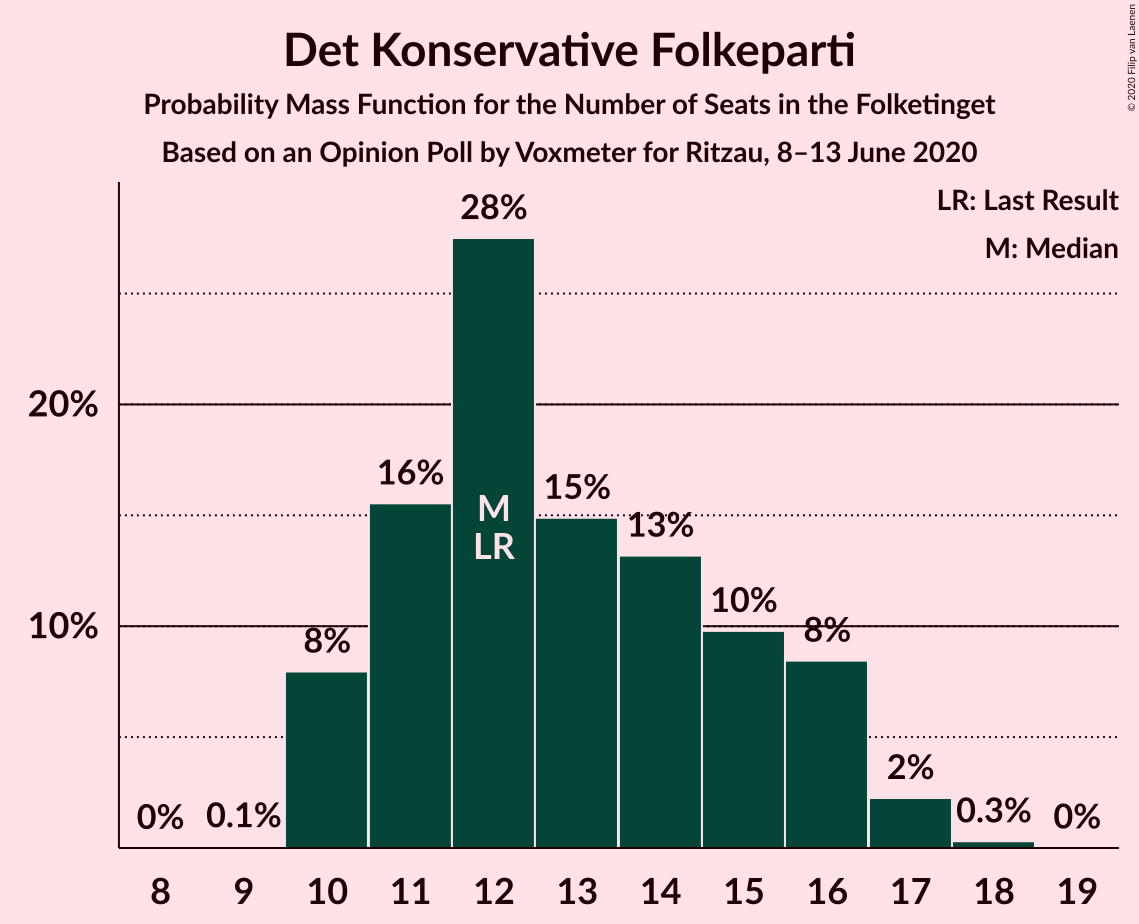 Det Konservative Folkeparti
Probability Mass Function for the Number of Seats in the Folketinget
Based on an Opinion Poll by Voxmeter for Ritzau, 8–13 June 2020
© 2020 Filip van Laenen
LR: Last Result
M: Median
28%
20%
16%
15%
M
13%
LR
10%
10%
8%
8%
2%
0%
0.1%
0.3%
0%
8 9 10 11 12 13 14 15 16 17 18 19